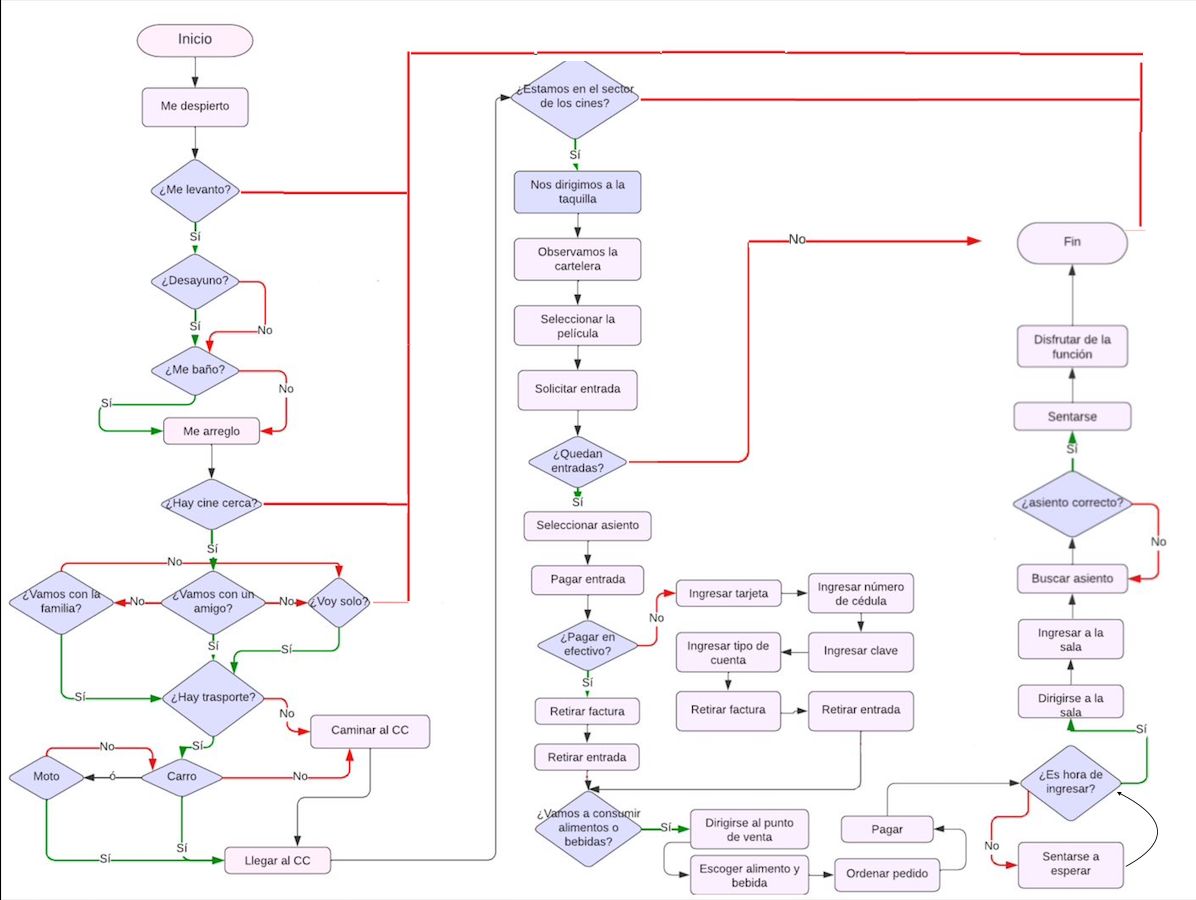 Inicio
Me despierto
¿Me levanto?
Sí
¿Desayuno?
Sí
No
¿Me baño?
Sí
No
Me arreglo
¿Hay cine cerca?
Sí
No
¿Vamos con la
familia?
No
¿Vamos con un
amigo?
No
¿Voy solo?
Sí
Sí
Sí
¿Hay trasporte?
No
Sí
Caminar al CC
No
Moto
ó
Carro
No
Sí
Sí
Llegar al CC
¿Estamos en el sector
de los cines?
Sí
Nos dirigimos a la
taquilla
Observamos la
cartelera
Seleccionar la
película
Solicitar entrada
¿Quedan
entradas?
No
Sí
Seleccionar asiento
Pagar entrada
¿Pagar en
efectivo?
No
Sí
Ingresar tarjeta
Ingresar número
de cédula
Ingresar clave
Ingresar tipo de
cuenta
Retirar factura
Retirar entrada
Retirar factura
Retirar entrada
¿Vamos a consumir
alimentos o
bebidas?
Sí
Dirigirse al punto
de venta
Escoger alimento y
bebida
Ordenar pedido
Pagar
¿Es hora de
ingresar?
No
Sentarse a
esperar
Sí
Dirigirse a la
sala
Ingresar a la
sala
Buscar asiento
¿asiento correcto?
No
Sí
Sentarse
Disfrutar de la
función
Fin